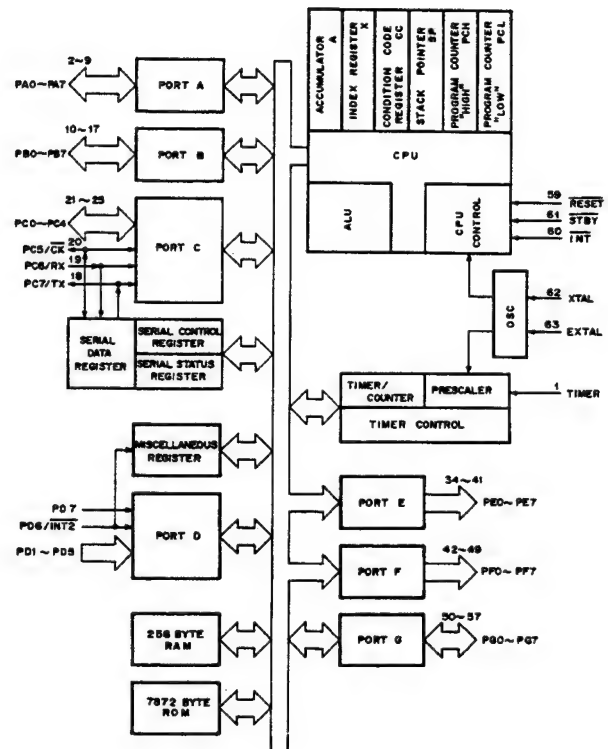 2~9
PA0~PA7
PORT A
10~17
PB0~PB7
PORT B
21~25
PC0~PC4
20
PC5/CK
19
PC6/RX
18
PC7/TX
PORT C
SERIAL DATA REGISTER
SERIAL CONTROL REGISTER
SERIAL STATUS REGISTER
MISCELLANEOUS REGISTER
PD7
PD6/INT2
PD1~PD5
PORT D
256 BYTE RAM
7872 BYTE ROM
ACCUMULATOR A
INDEX REGISTER X
CONDITION CODE REGISTER CC
STACK POINTER SP
PROGRAM COUNTER "HIGH" PCH
PROGRAM COUNTER "LOW" PCL
CPU
ALU
CPU CONTROL
59 RESET
61 STBY
60 INT
OSC
62 XTAL
63 EXTAL
TIMER/COUNTER
PRESCALER
TIMER CONTROL
1 TIMER
PORT E
34~41
PE0~PE7
PORT F
42~49
PF0~PF7
PORT G
50~57
PG0~PG7